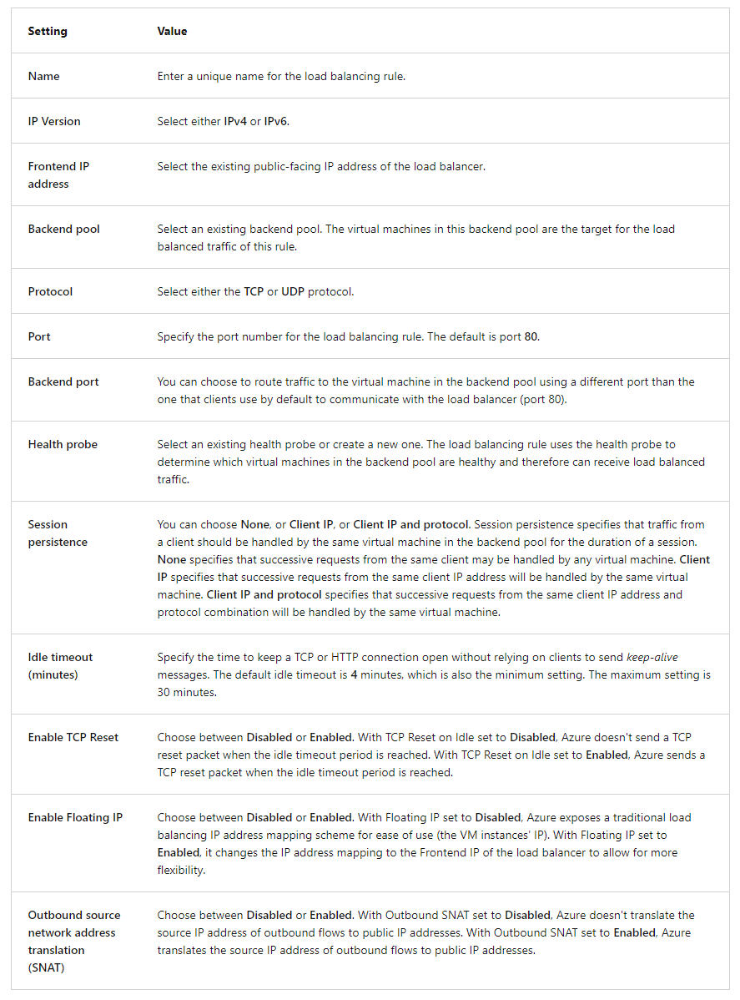 Setting Value
Name Enter a unique name for the load balancing rule.
IP Version Select either IPv4 or IPv6.
Frontend IP
address
Select the existing public-facing IP address of the load balancer.
Backend pool Select an existing backend pool. The virtual machines in this backend pool are the target for the load
balanced traffic of this rule.
Protocol Select either the TCP or UDP protocol.
Port Specify the port number for the load balancing rule. The default is port 80.
Backend port You can choose to route traffic to the virtual machine in the backend pool using a different port than the
one that clients use by default to communicate with the load balancer (port 80).
Health probe Select an existing health probe or create a new one. The load balancing rule uses the health probe to
determine which virtual machines in the backend pool are healthy and therefore can receive load balanced
traffic.
Session
persistence
You can choose None, or Client IP, or Client IP and protocol. Session persistence specifies that traffic from
a client should be handled by the same virtual machine in the backend pool for the duration of a session.
None specifies that successive requests from the same client may be handled by any virtual machine. Client
IP specifies that successive requests from the same client IP address will be handled by the same virtual
machine. Client IP and protocol specifies that successive requests from the same client IP address and
protocol combination will be handled by the same virtual machine.
Idle timeout
(minutes)
Specify the time to keep a TCP or HTTP connection open without relying on clients to send keep-alive
messages. The default idle timeout is 4 minutes, which is also the minimum setting. The maximum setting is
30 minutes.
Enable TCP Reset Choose between Disabled or Enabled. With TCP Reset on Idle set to Disabled, Azure doesn't send a TCP
reset packet when the idle timeout period is reached. With TCP Reset on Idle set to Enabled, Azure sends a
TCP reset packet when the idle timeout period is reached.
Enable Floating IP Choose between Disabled or Enabled. With Floating IP set to Disabled, Azure exposes a traditional load
balancing IP address mapping scheme for ease of use (the VM instances' IP). With Floating IP set to
Enabled, it changes the IP address mapping to the Frontend IP of the load balancer to allow for more
flexibility.
Outbound source
network address
translation
(SNAT)
Choose between Disabled or Enabled. With Outbound SNAT set to Disabled, Azure doesn't translate the
source IP address of outbound flows to public IP addresses. With Outbound SNAT set to Enabled, Azure
translates the source IP address of outbound flows to public IP addresses.